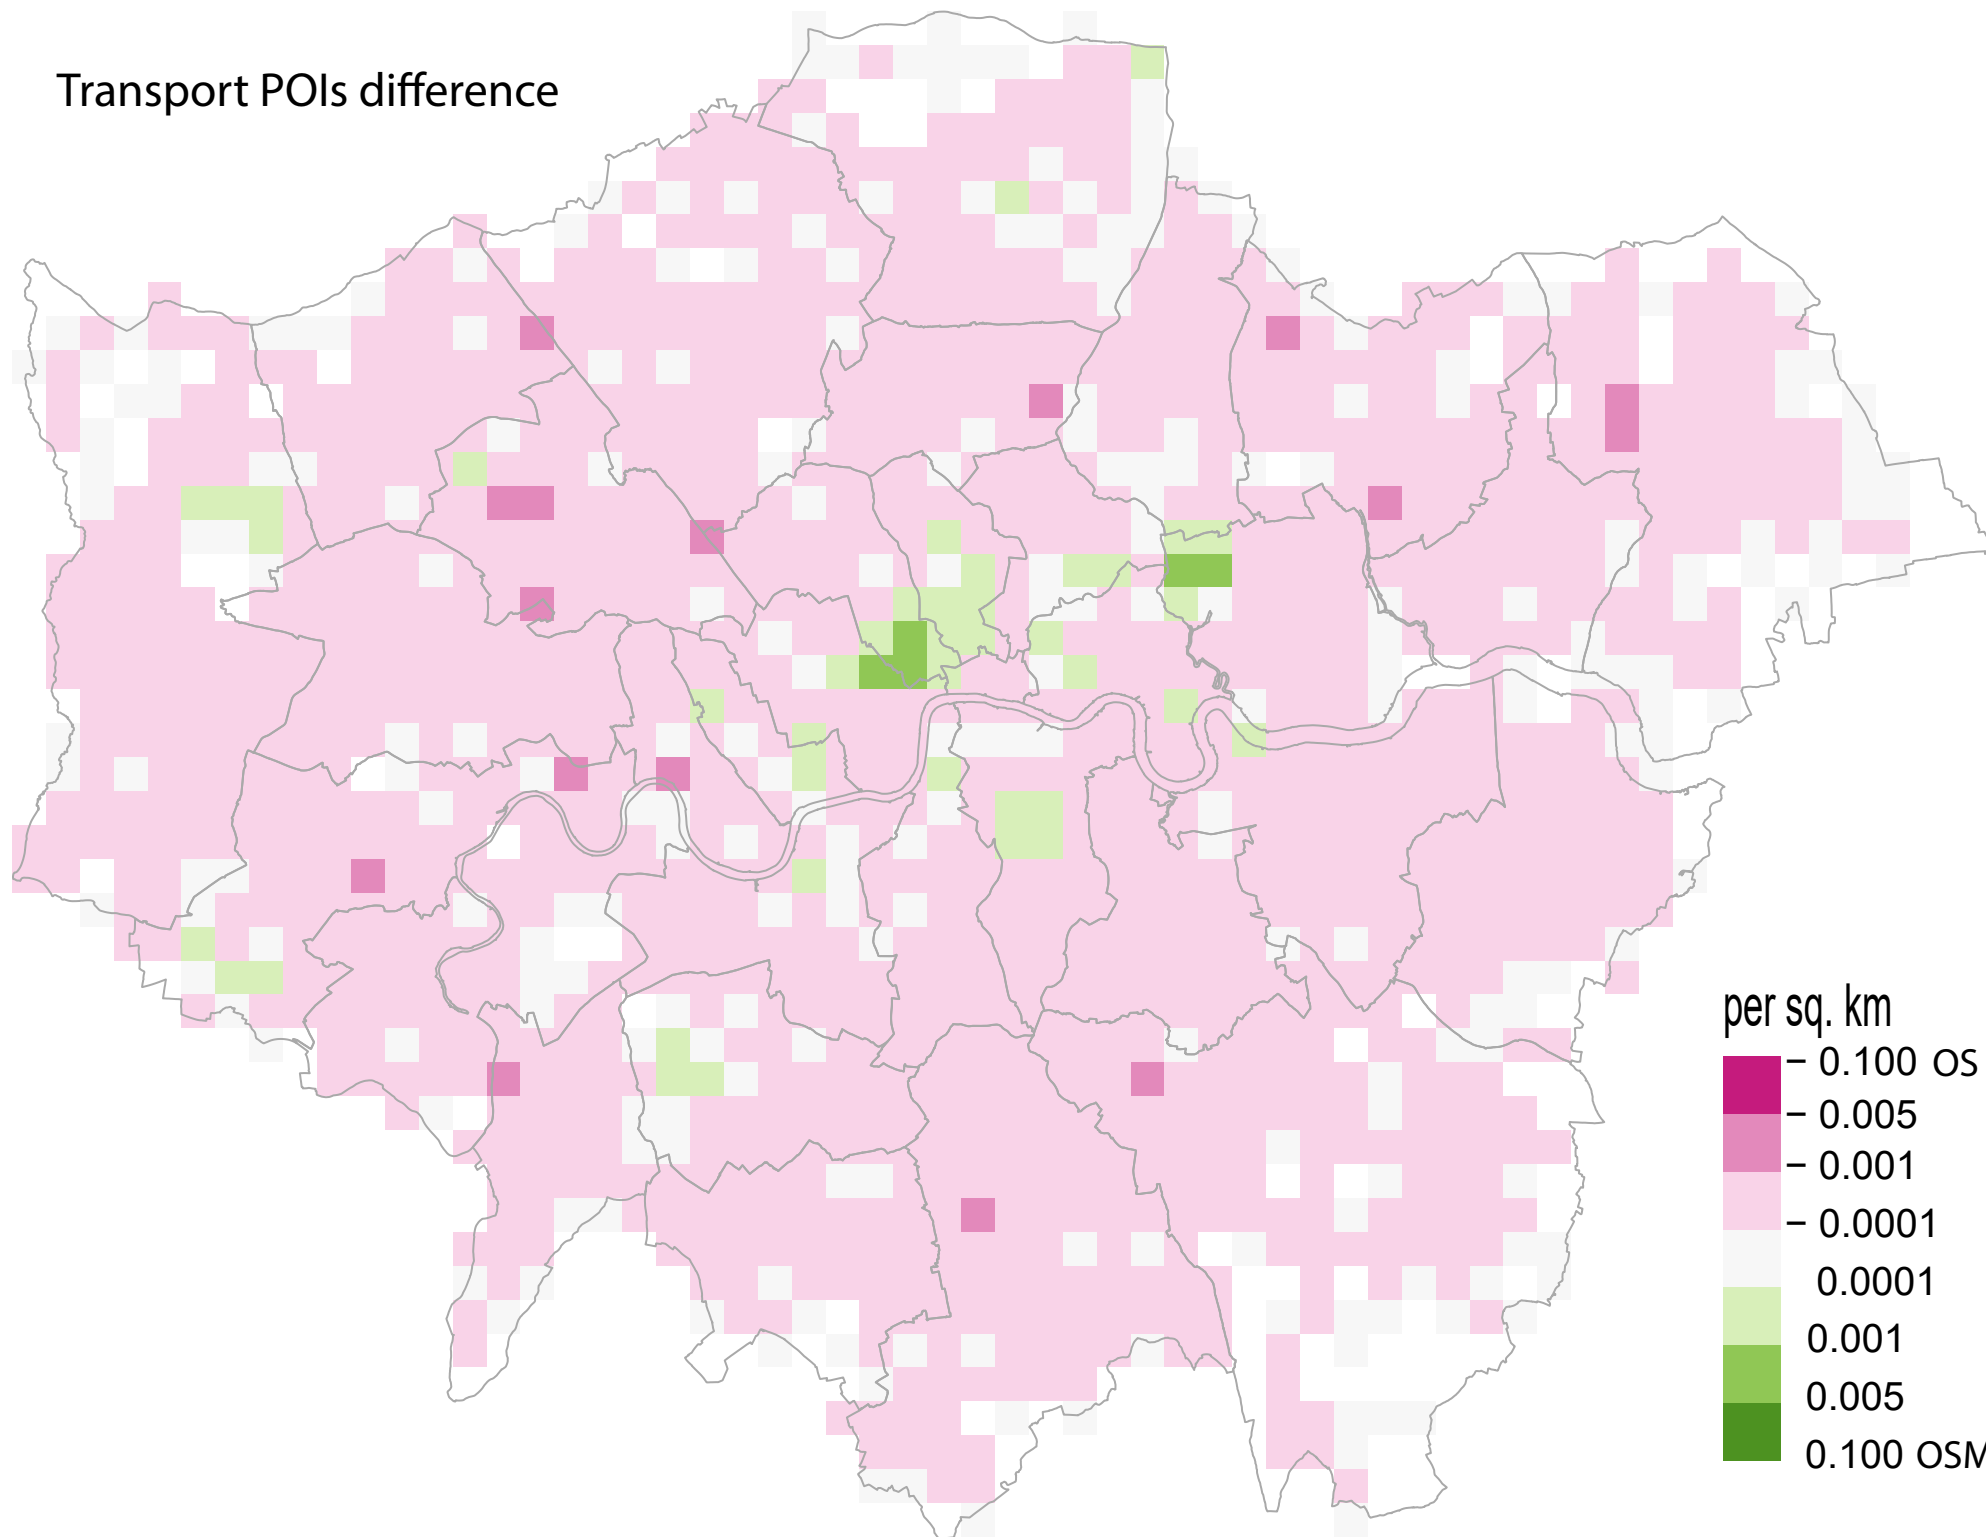 Transport POIs difference
per sq. km
− 0.100 OS
− 0.005
− 0.001
− 0.0001
0.0001
0.001
0.005
0.100 OSM